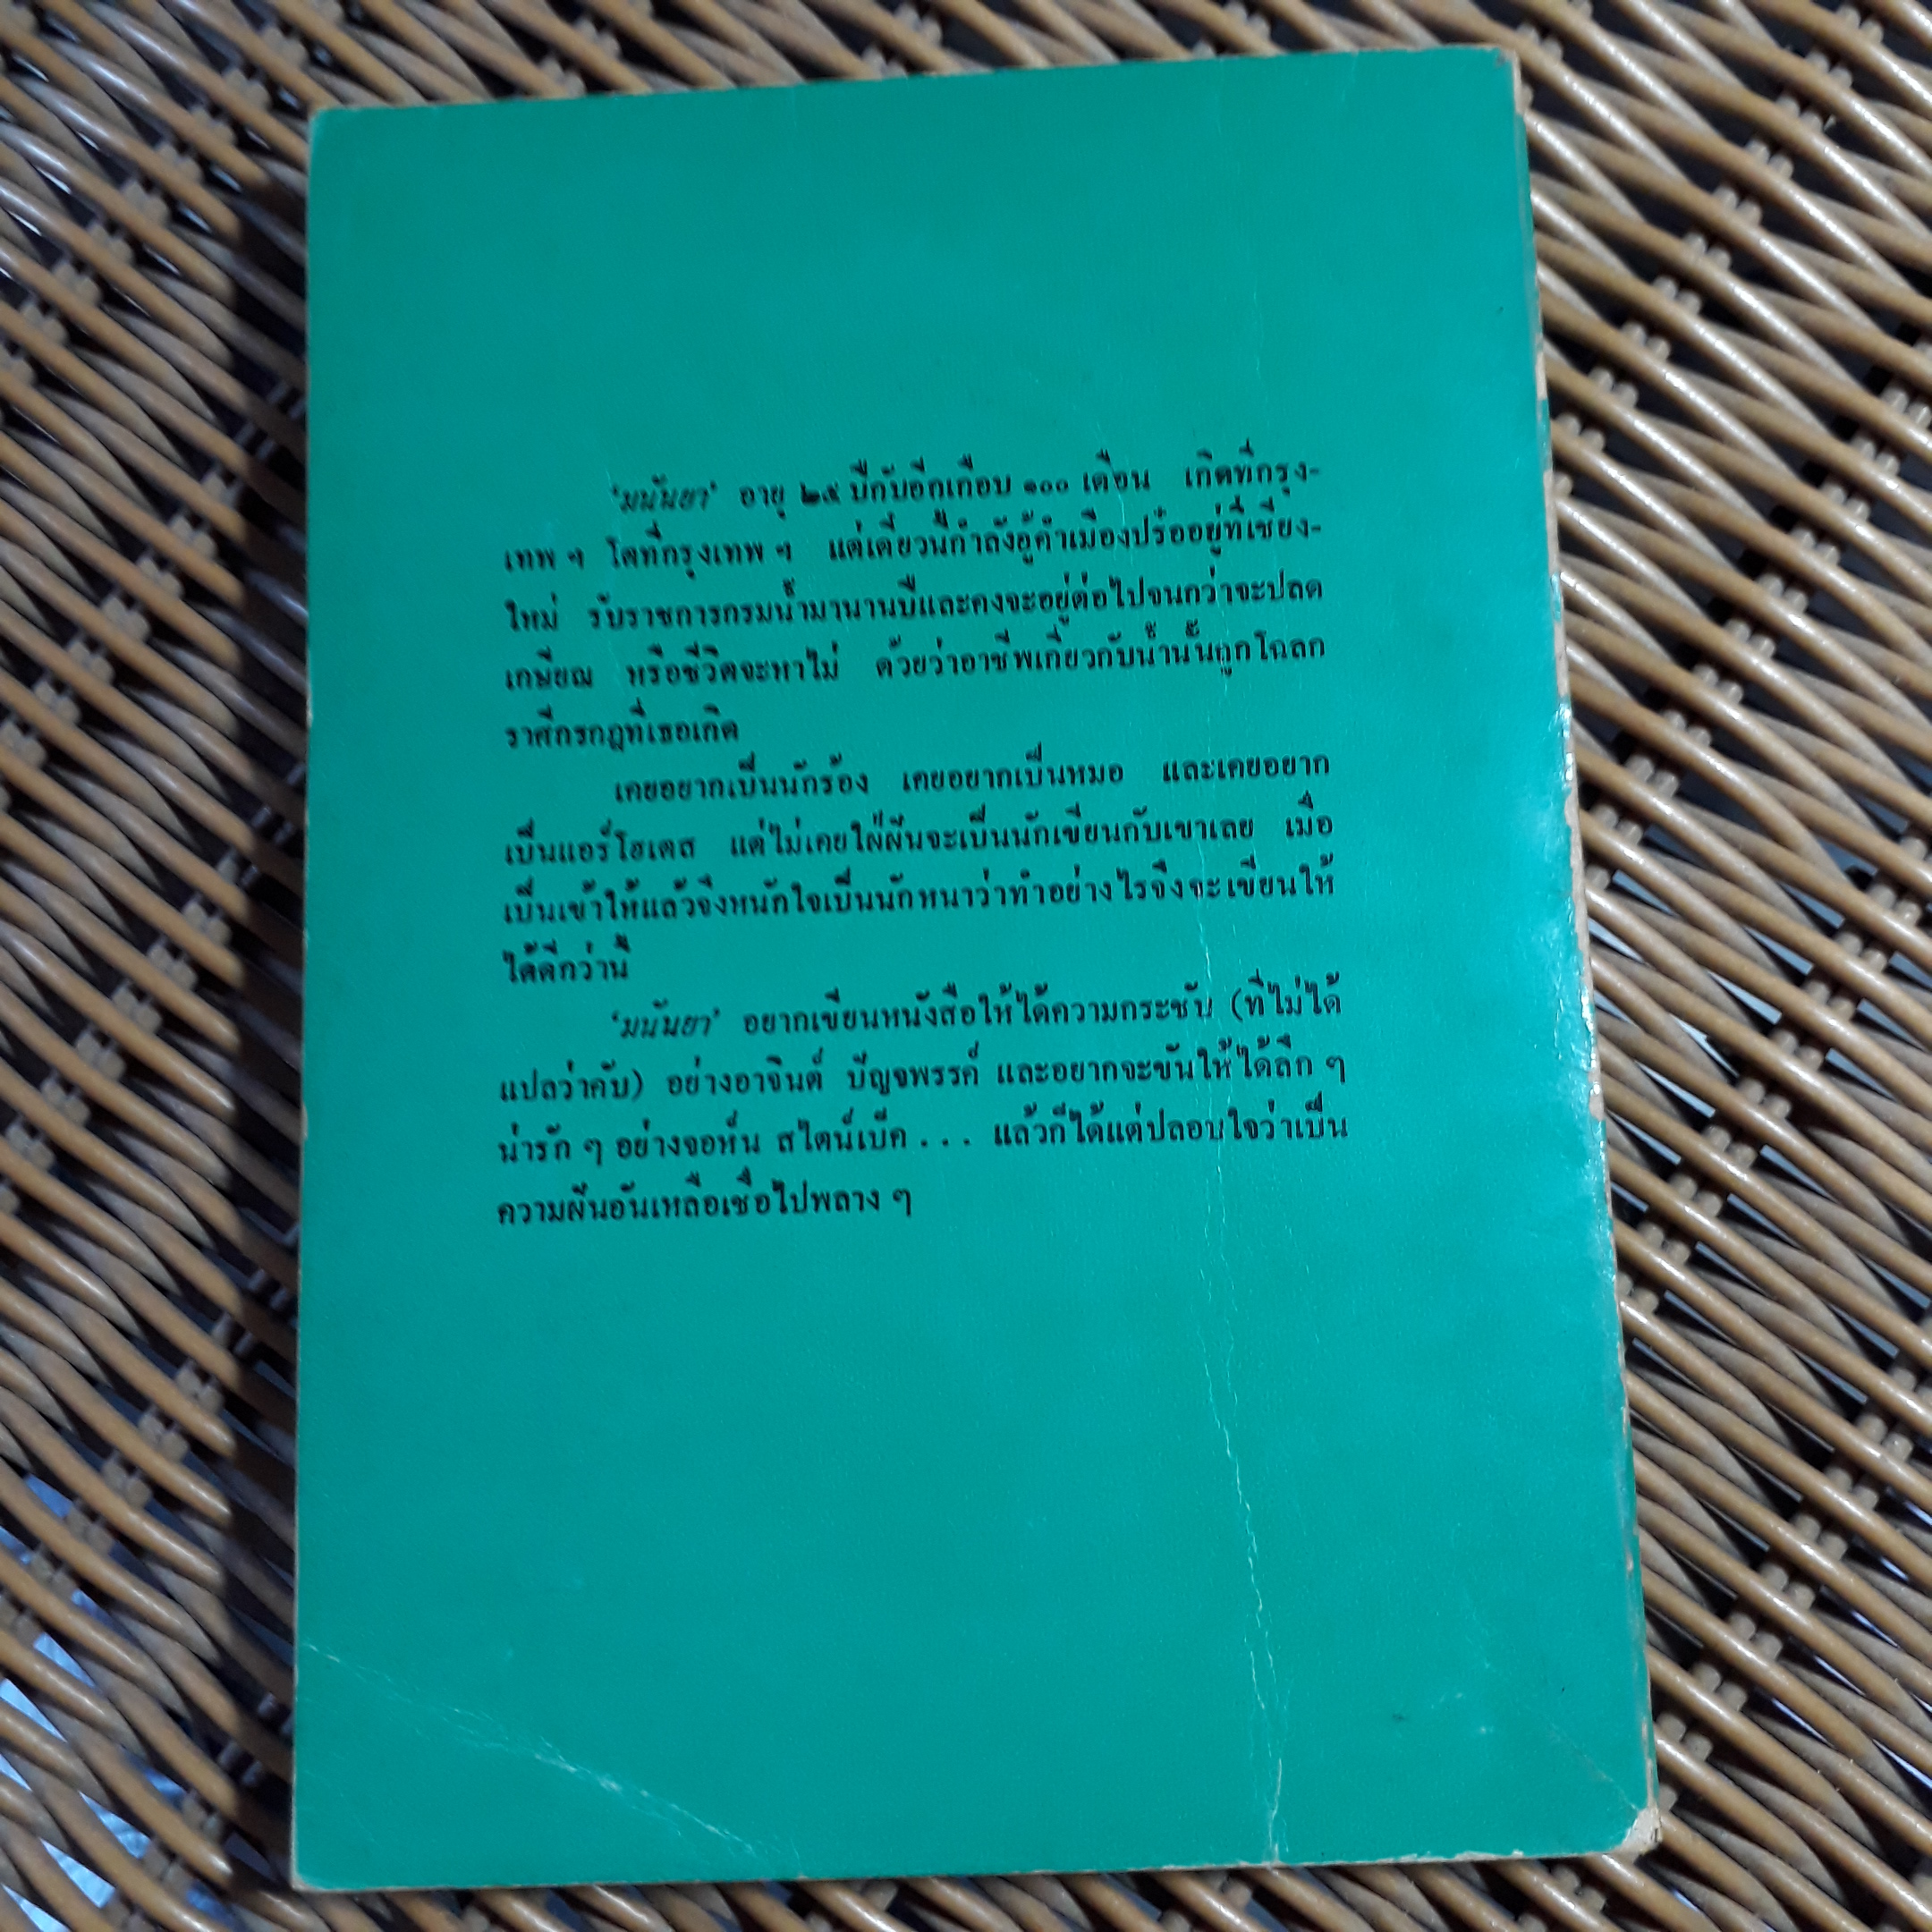 ‘มนันยา’ อายุ ๒๙ ปีกับอีกเกือบ ๑๐๐ เดือน เกิดที่กรุง-
เทพ ฯ โตที่กรุงเทพ ฯ แต่เดี๋ยวนี้กำลังอู้คำเมืองปร๋ออยู่ที่เชียง-
ใหม่ รับราชการกรมน้ำมานานปีและคงจะอยู่ต่อไปจนกว่าจะปลด
เกษียณ หรือชีวิตจะหาไม่ ด้วยว่าอาชีพเกี่ยวกับน้ำนั้นถูกโฉลก
ราศีกรกฎที่เธอเกิด
เคยอยากเป็นนักร้อง เคยอยากเป็นหมอ และเคยอยาก
เป็นแอร์โฮเตส แต่ไม่เคยใฝ่ฝันจะเป็นนักเขียนกับเขาเลย เมื่อ
เป็นเข้าให้แล้วจึงหนักใจเป็นนักหนาว่าทำอย่างไรจึงจะเขียนให้
ได้ดีกว่านี้
‘มนันยา’ อยากเขียนหนังสือให้ได้ความกระชับ (ที่ไม่ได้
แปลว่าคับ) อย่างอาจินต์ ปัญจพรรค์ และอยากจะขันให้ได้ลึก ๆ
น่ารัก ๆ อย่างจอห์น สไตน์เบ็ค . . . แล้วก็ได้แต่ปลอบใจว่าเป็น
ความฝันอันเหลือเชื่อไปพลาง ๆ